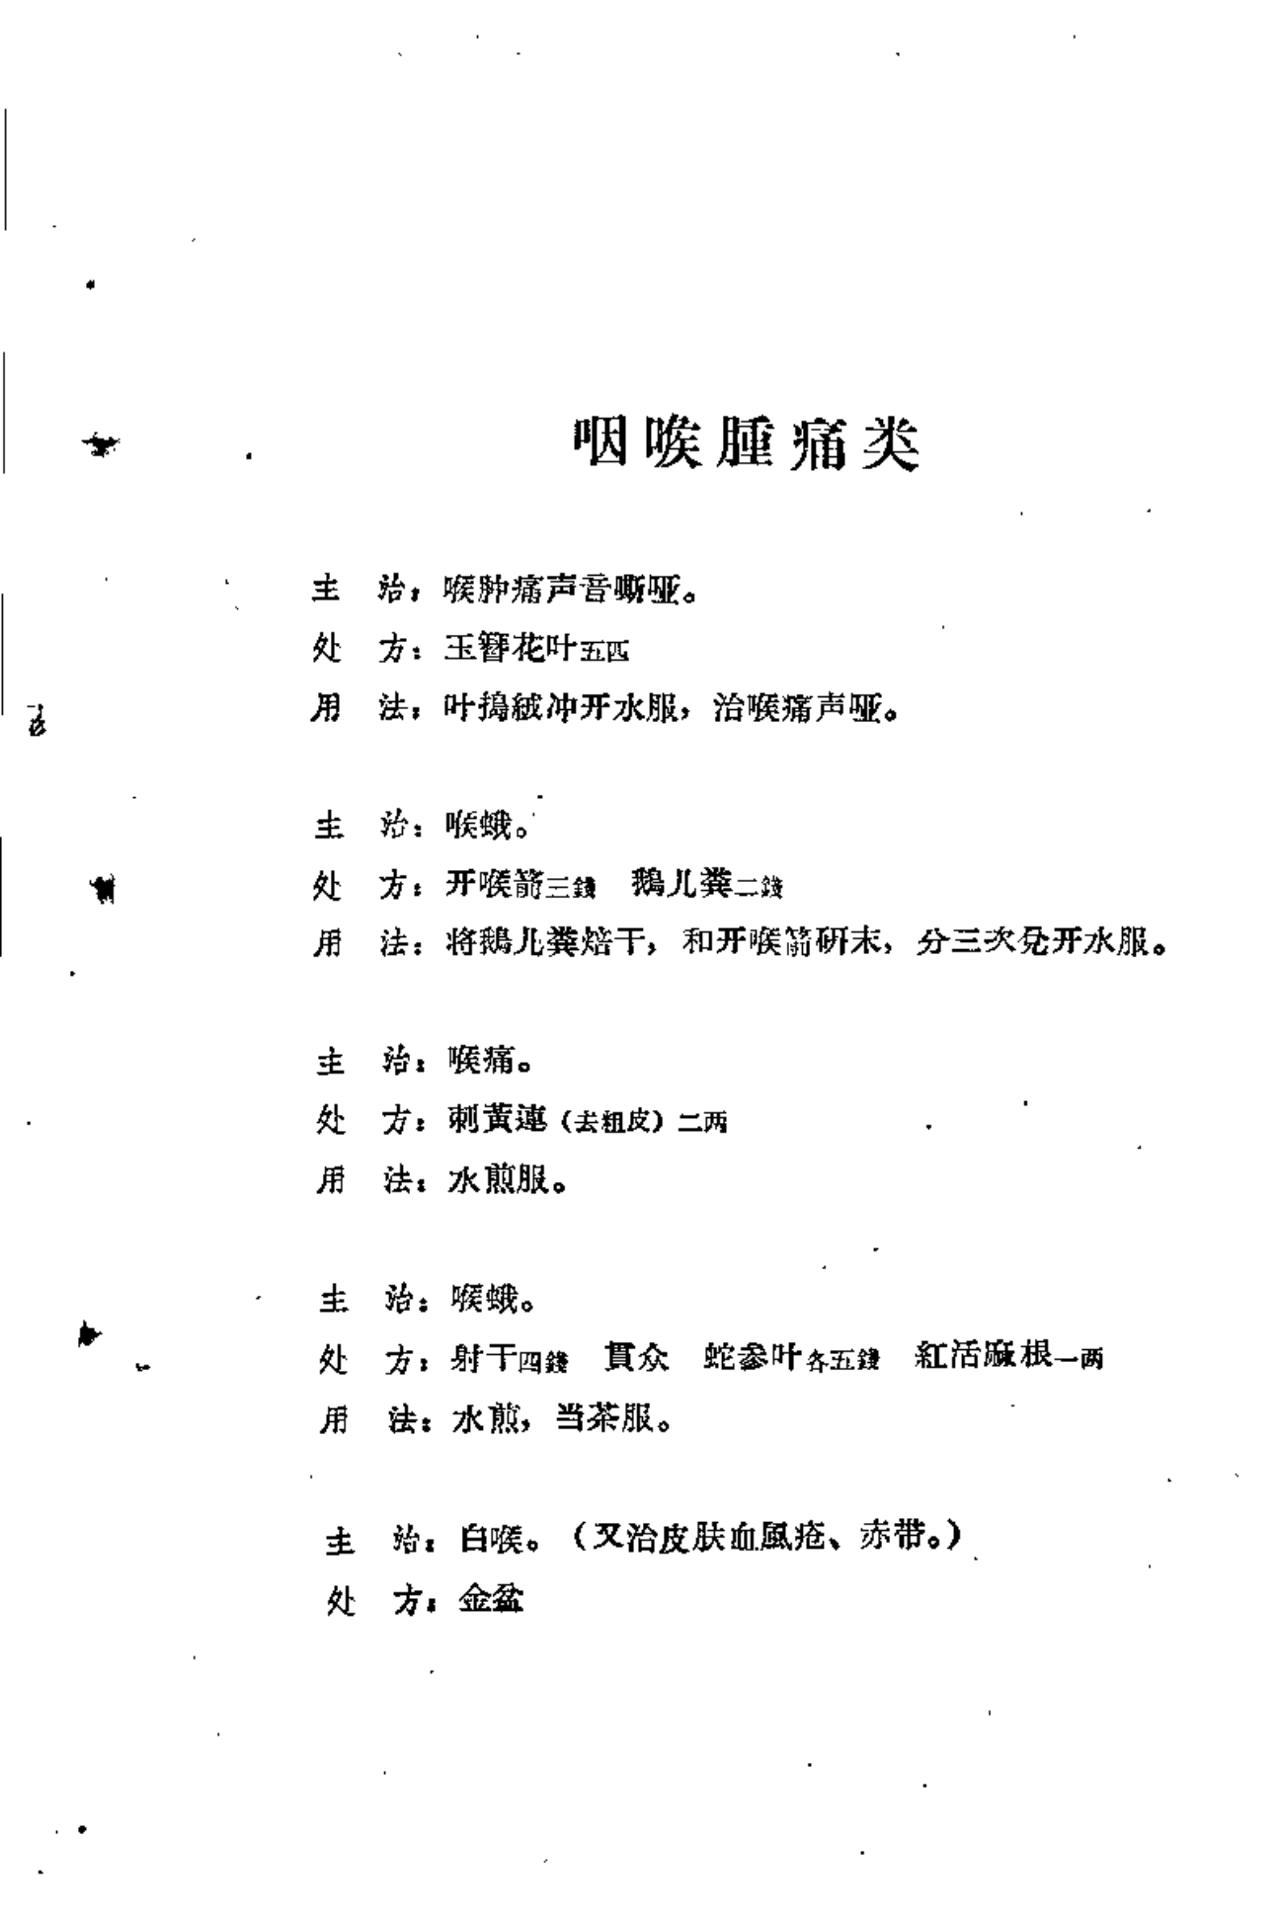 咽喉腫痛类
主　治：喉肿痛声音嘶哑。
处　方：玉簪花叶五匹
用　法：叶搗絨冲开水服，治喉痛声哑。
主　治：喉蛾。
处　方：开喉箭三錢　鵝儿粪二錢
用　法：将鵝儿粪焙干，和开喉箭研末，分三次兑开水服。
主　治：喉痛。
处　方：刺黃連（去粗皮）二两
用　法：水煎服。
主　治：喉蛾。
处　方：射干四錢　貫众　蛇参叶各五錢　紅活麻根一两
用　法：水煎，当茶服。
主　治：白喉。（又治皮肤血風疮、赤带。）
处　方：金盆